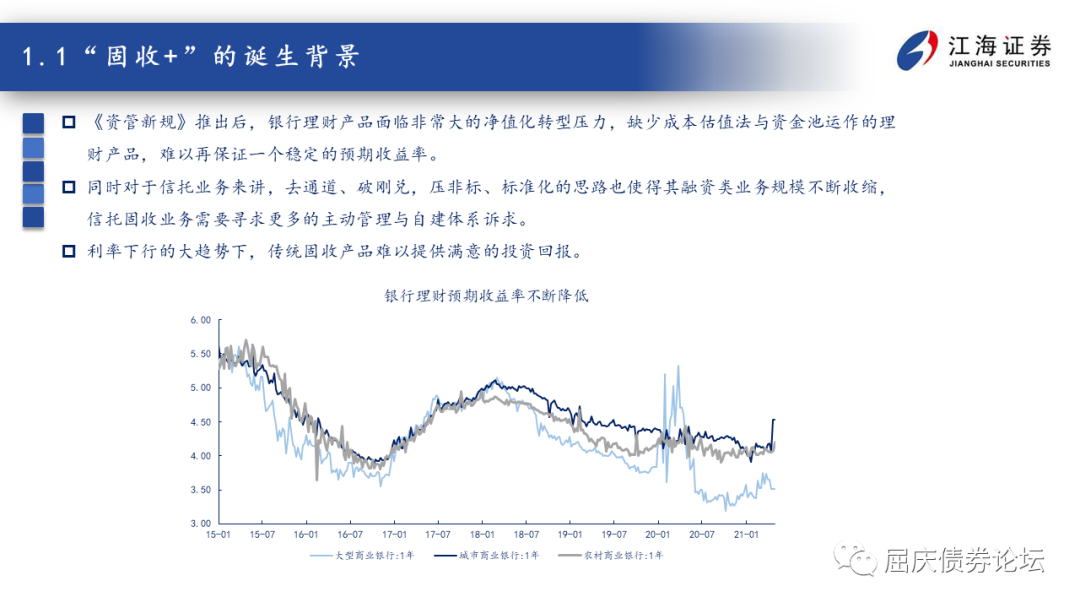 1.1“固收+”的诞生背景
江海证券
JIANGHAI SECURITIES
《资管新规》推出后，银行理财产品面临非常大的净值化转型压力，缺少成本估值法与资金池运作的理
财产品，难以再保证一个稳定的预期收益率。
同时对于信托业务来讲，去通道、破刚兑，压非标、标准化的思路也使得其融资类业务规模不断收缩，
信托固收业务需要寻求更多的主动管理与自建体系诉求。
利率下行的大趋势下，传统固收产品难以提供满意的投资回报。
银行理财预期收益率不断降低
6.00
5.50
5.00
4.50
4.00
3.50
3.00
15-01 15-07 16-01 16-07 17-01 17-07 18-01 18-07 19-01 19-07 20-01 20-07 21-01
大型商业银行:1年 城市商业银行:1年 农村商业银行:1年
屈庆债券论坛